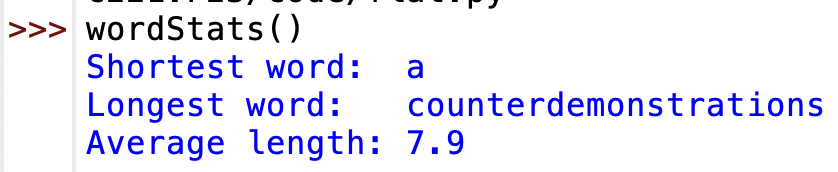 >>> wordStats()
Shortest word:  a
Longest word:   counterdemonstrations
Average length: 7.9